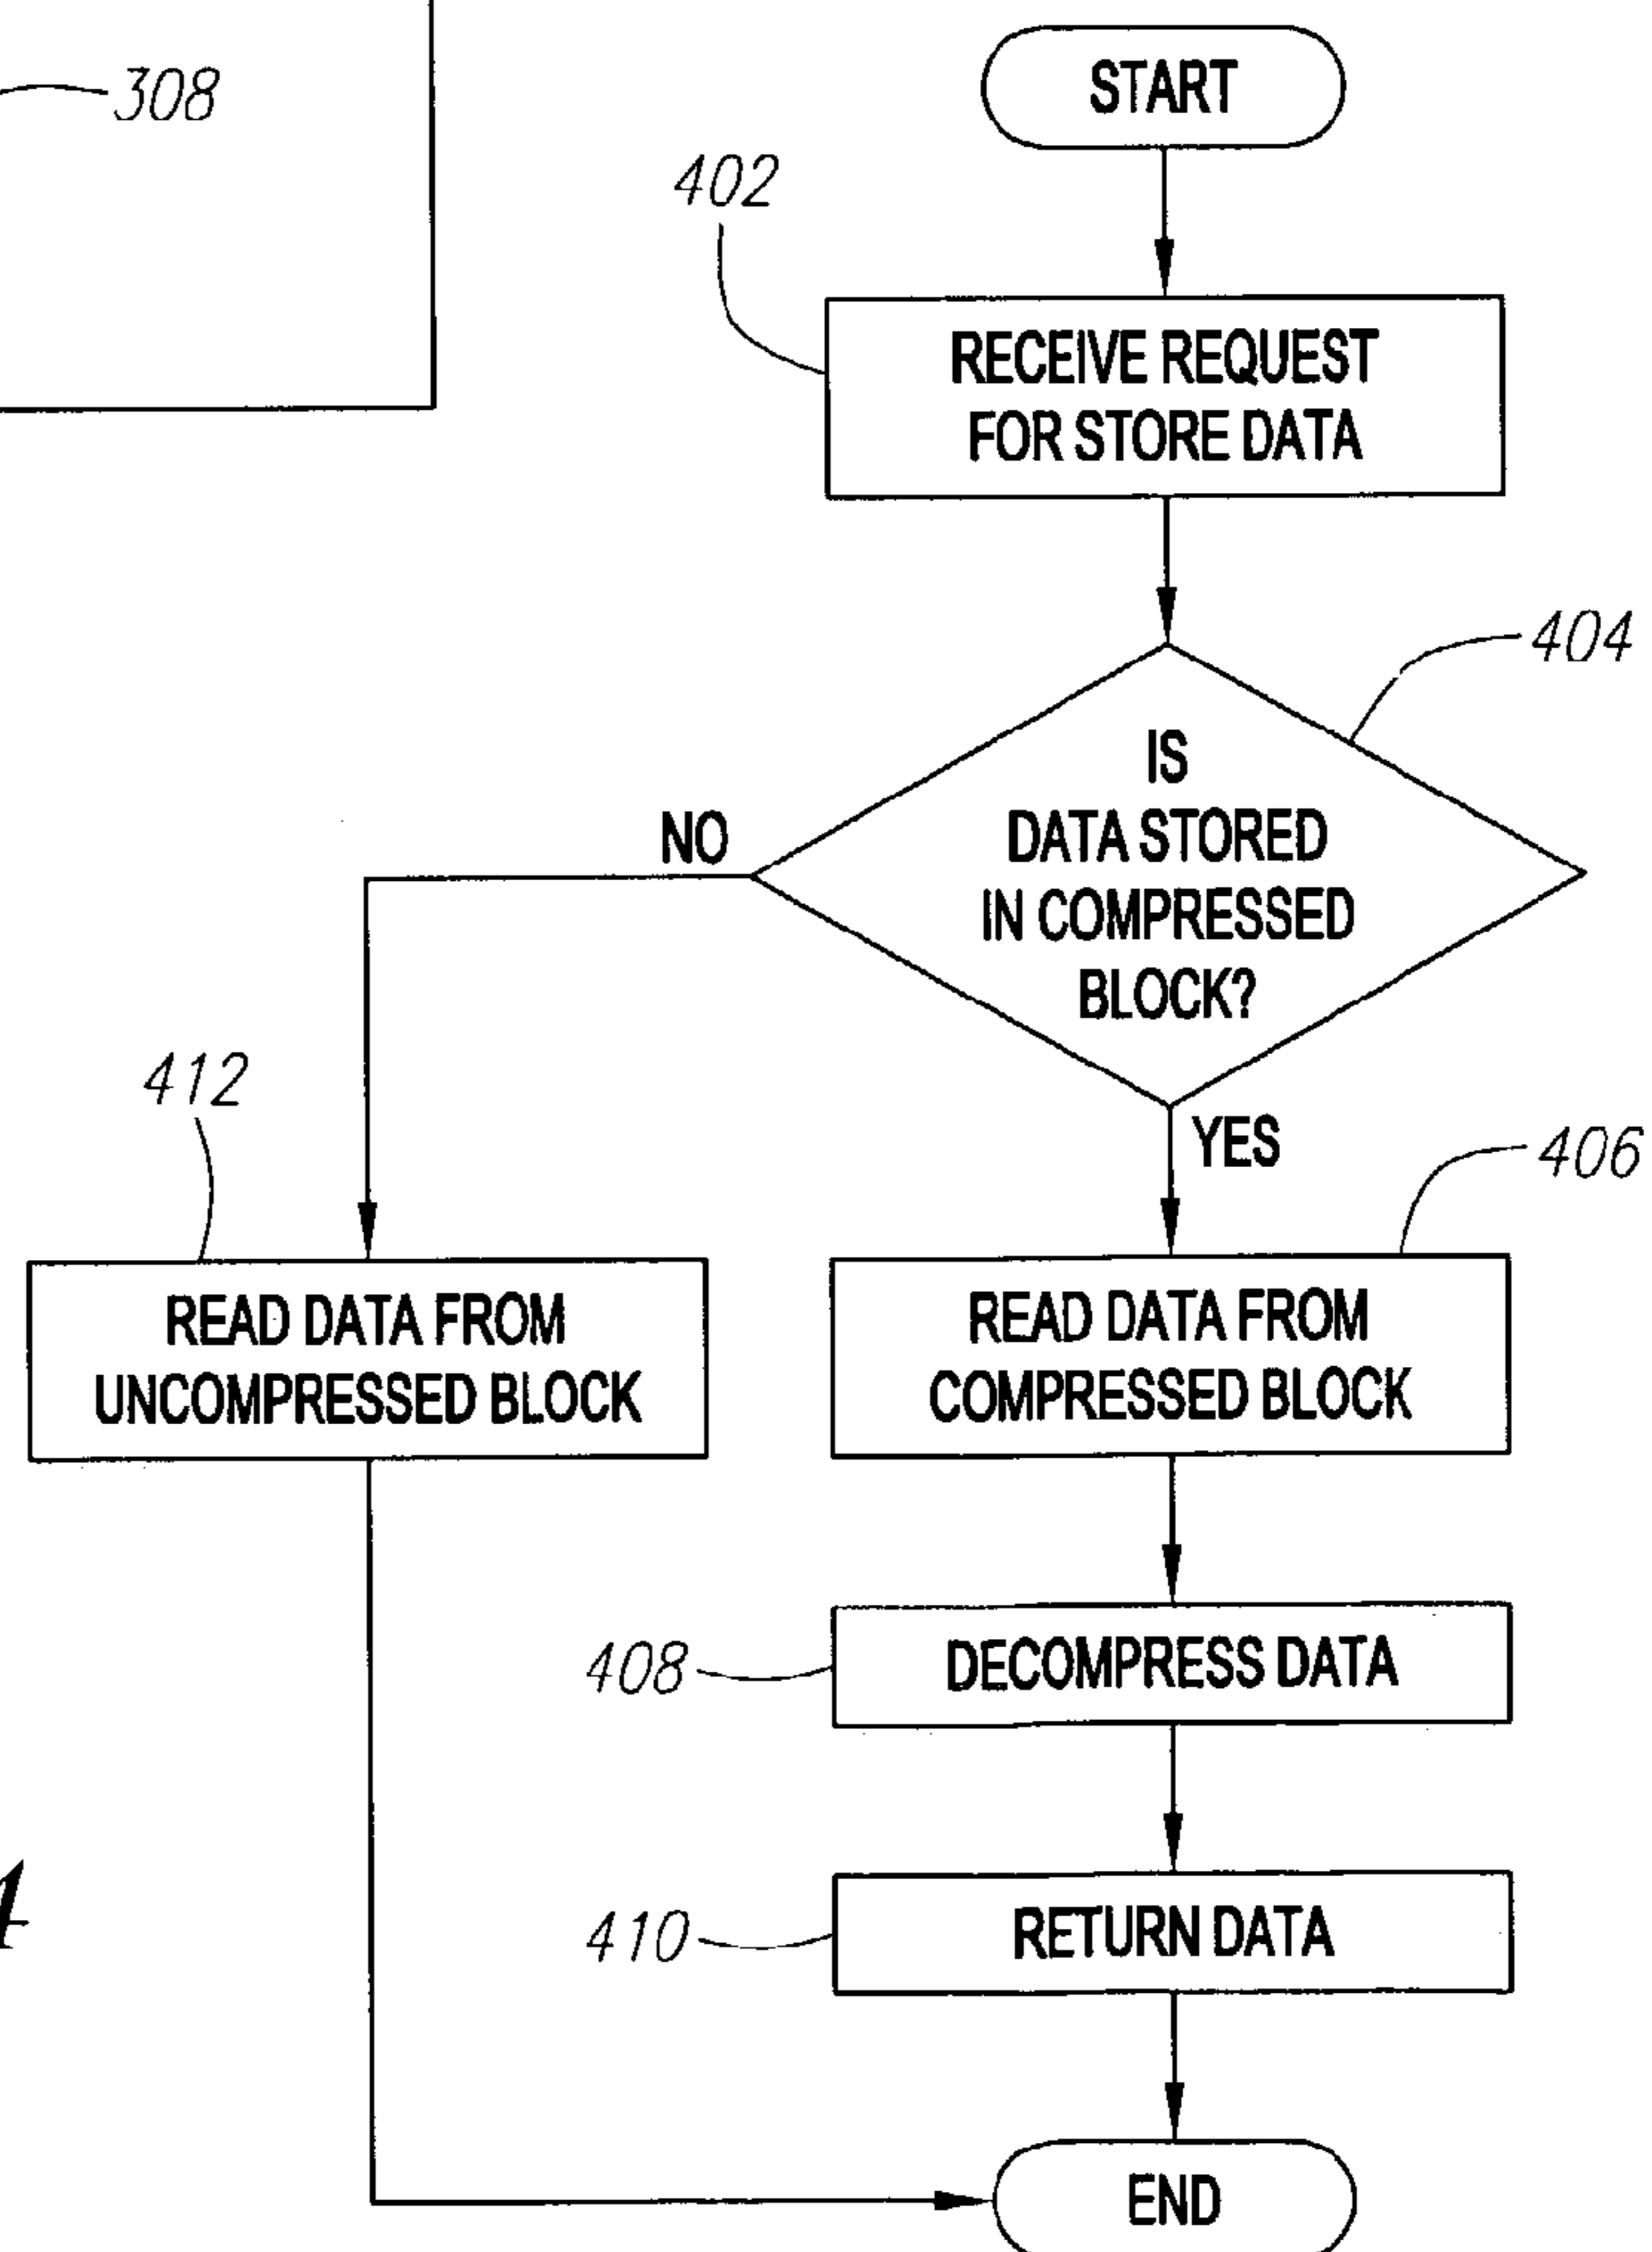 308
START
402
RECEIVE REQUEST
FOR STORE DATA
404
IS
DATA STORED
IN COMPRESSED
BLOCK?
NO
YES
412
406
READ DATA FROM
UNCOMPRESSED BLOCK
READ DATA FROM
COMPRESSED BLOCK
408
DECOMPRESS DATA
4
410
RETURN DATA
END